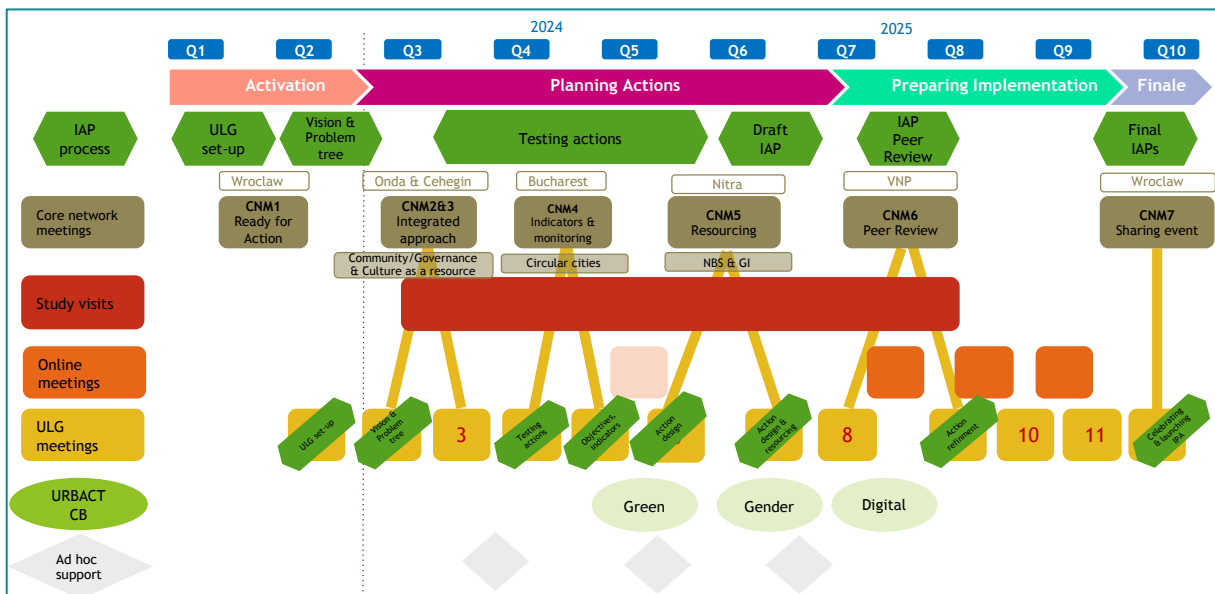 2024
2025
Q1
Q2
Q3
Q4
Q5
Q6
Q7
Q8
Q9
Q10
Activation
Planning Actions
Preparing Implementation
Finale
IAP
process
ULG
set-up
Vision &
Problem
tree
Testing actions
Draft
IAP
IAP
Peer
Review
Final
IAPs
Wroclaw
Onda & Cehegin
Bucharest
Nitra
VNP
Wroclaw
Core network
meetings
CNM1
Ready for
Action
CNM2&3
Integrated
approach
CNM4
Indicators &
monitoring
CNM5
Resourcing
CNM6
Peer Review
CNM7
Sharing event
Community/Governance
& Culture as a resource
Circular cities
NBS & GI
Study visits
Online
meetings
ULG
meetings
ULG set-up
Vision &
Problem
tree
3
Testing
actions
Objectives,
indicators
Action
design
Action
design &
resourcing
8
Action
refinment
10
11
Celebrating
& launching
IPA
URBACT
CB
Green
Gender
Digital
Ad hoc
support